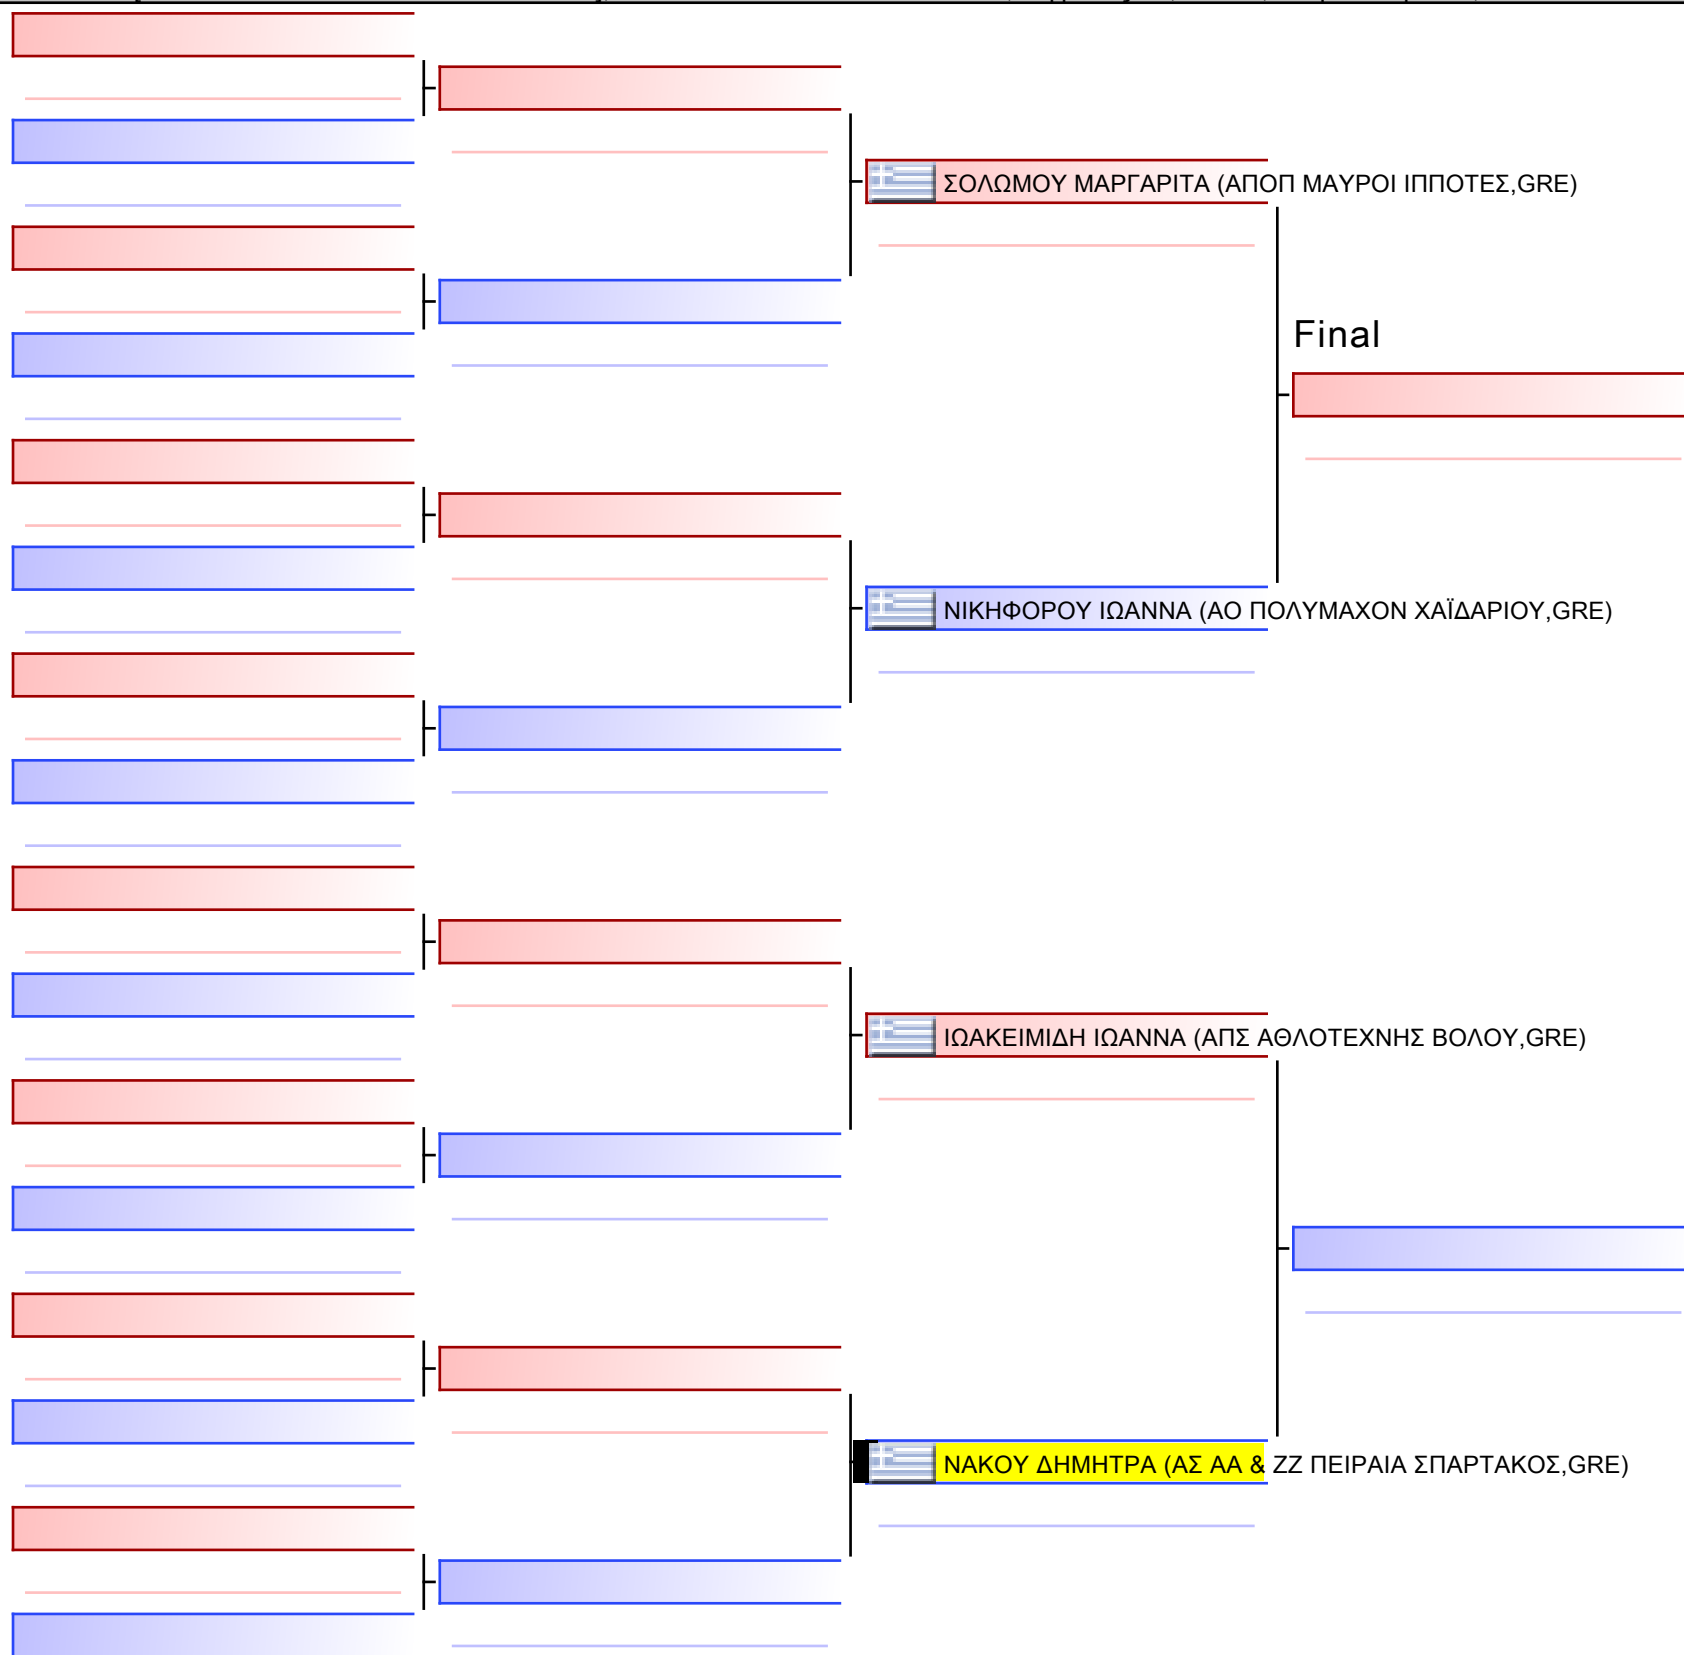 ΣΟΛΩΜΟΥ ΜΑΡΓΑΡΙΤΑ (ΑΠΟΠ ΜΑΥΡΟΙ ΙΠΠΟΤΕΣ,GRE)
Final
ΝΙΚΗΦΟΡΟΥ ΙΩΑΝΝΑ (ΑΟ ΠΟΛΥΜΑΧΟΝ ΧΑΪΔΑΡΙΟΥ,GRE)
ΙΩΑΚΕΙΜΙΔΗ ΙΩΑΝΝΑ (ΑΠΣ ΑΘΛΟΤΕΧΝΗΣ ΒΟΛΟΥ,GRE)
ΝΑΚΟΥ ΔΗΜΗΤΡΑ (ΑΣ ΑΑ & ΖΖ ΠΕΙΡΑΙΑ ΣΠΑΡΤΑΚΟΣ,GRE)